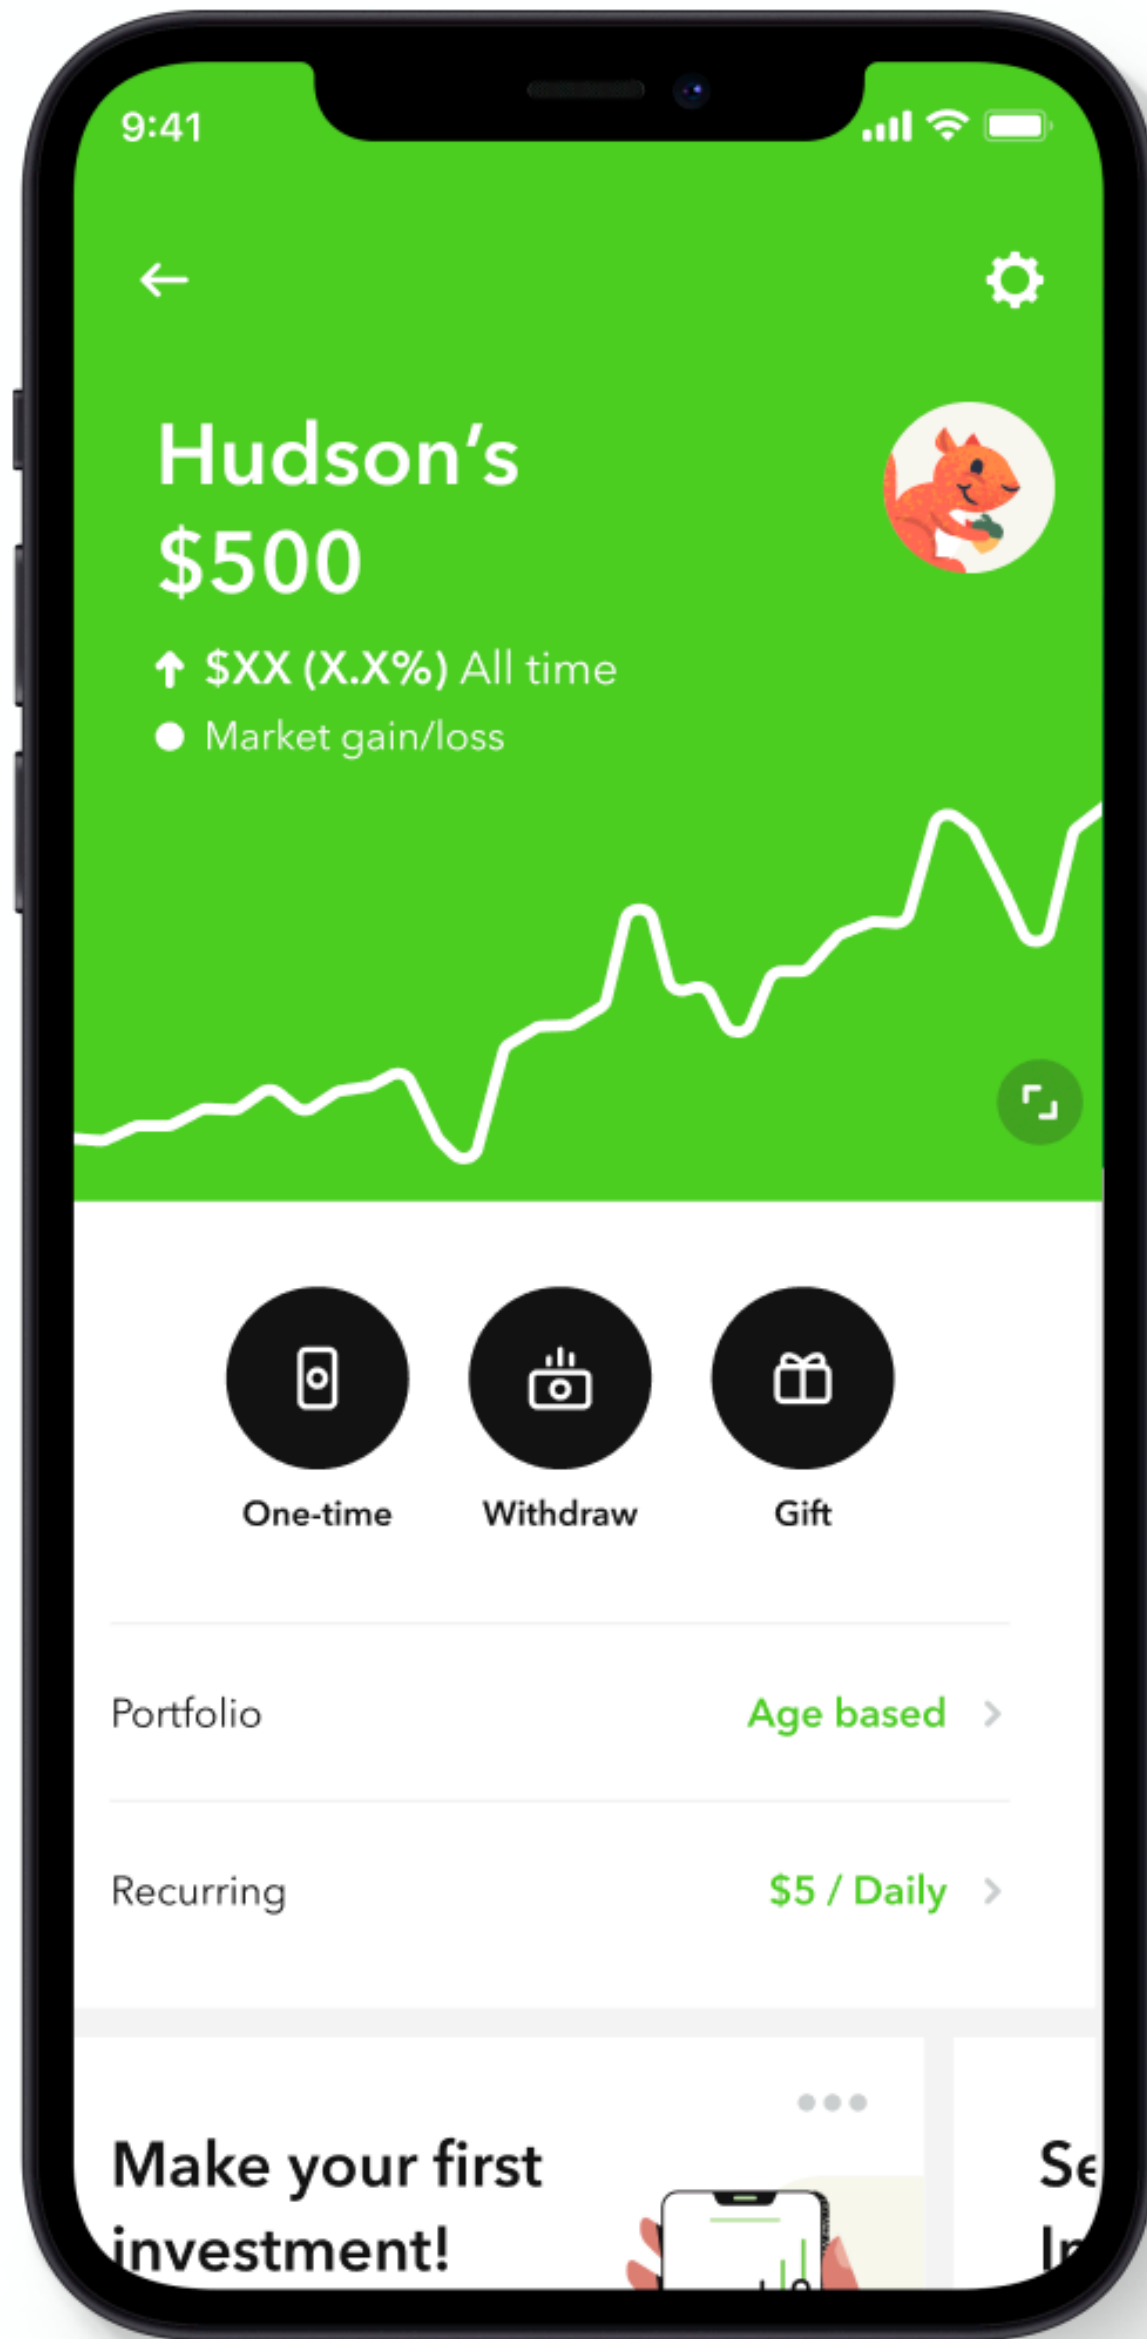 9:41
Hudson’s
$500
$XX (X.X%) All time
Market gain/loss
One-time
Withdraw
Gift
Portfolio
Age based
Recurring
$5 / Daily
Make your first
investment!